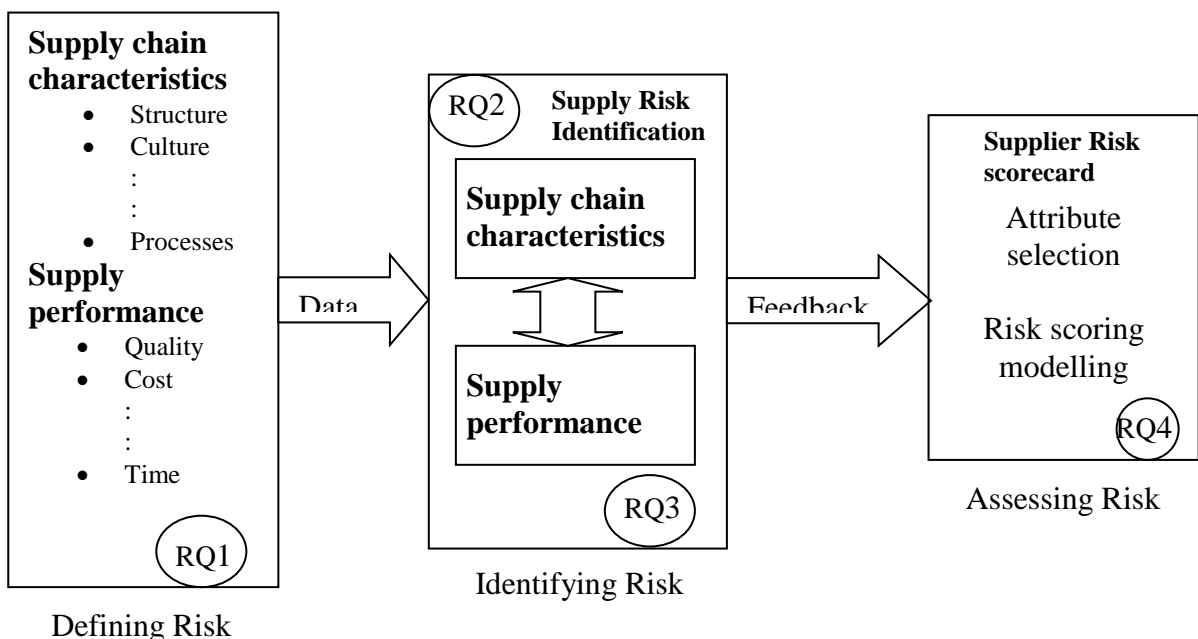 Supply chain
characteristics
• Structure
• Culture
:
:
• Processes
Supply
performance
• Quality
• Cost
:
:
• Time
RQ1
Defining Risk
Data
RQ2
Supply Risk
Identification
Supply chain
characteristics
Supply
performance
RQ3
Identifying Risk
Feedback
Supplier Risk
scorecard
Attribute
selection
Risk scoring
modelling
RQ4
Assessing Risk